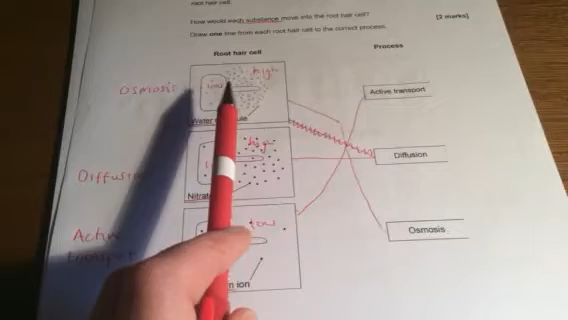 root hair cell.
How would each substance move into the root hair cell?
[2 marks]
Draw one line from each root hair cell to the correct process.
Root hair cell
Process
Osmosis
high
Active transport
Water
high
Diffusion
Nitrate
Active
low
Osmosis
transport
ion